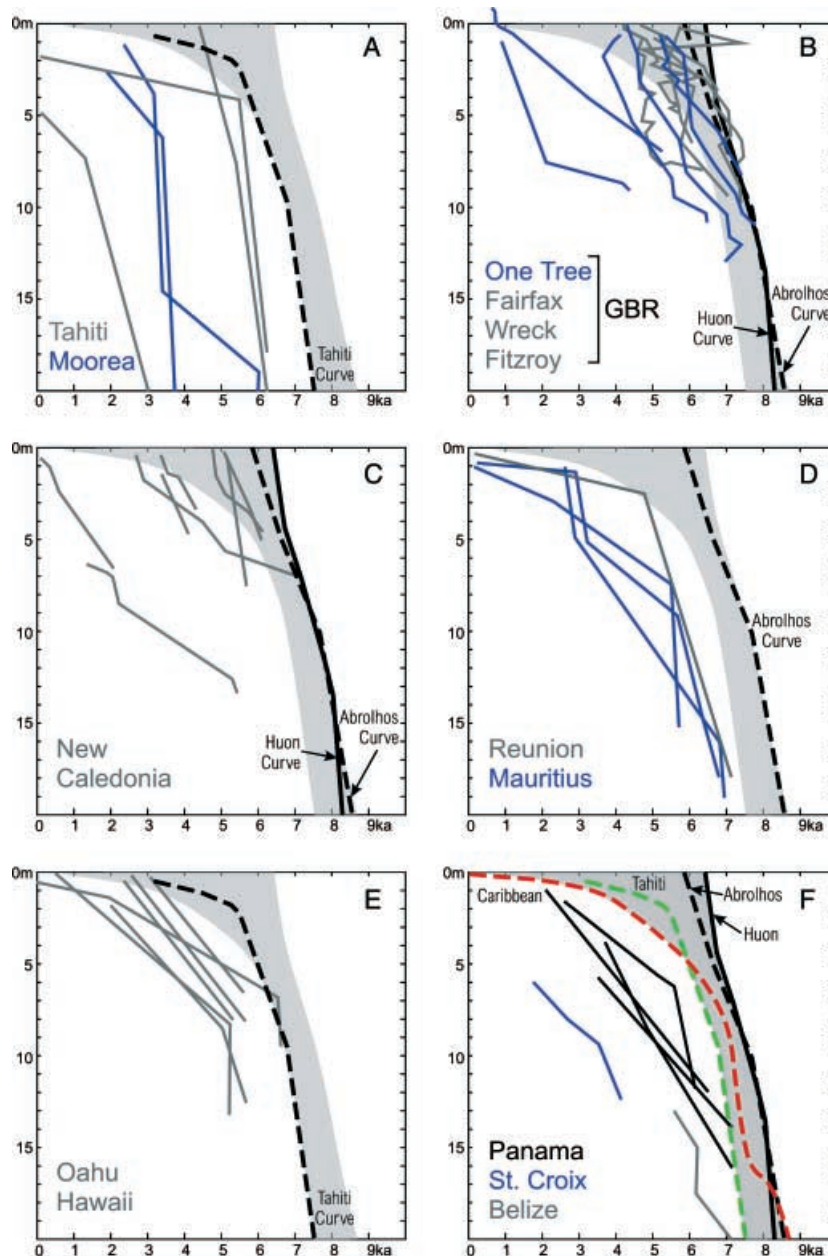 0m
A
5
10
15
Tahiti
Moorea
Tahiti
Curve
0 1 2 3 4 5 6 7 8 9ka
0m
B
5
10
15
One Tree
Fairfax
Wreck
Fitzroy
GBR
Huon
Curve
Abrolhos
Curve
0 1 2 3 4 5 6 7 8 9ka
0m
C
5
10
15
New
Caledonia
Huon
Curve
Abrolhos
Curve
0 1 2 3 4 5 6 7 8 9ka
0m
D
5
10
15
Reunion
Mauritius
Abrolhos
Curve
0 1 2 3 4 5 6 7 8 9ka
0m
E
5
10
15
Oahu
Hawaii
Tahiti
Curve
0 1 2 3 4 5 6 7 8 9ka
0m
F
Caribbean
Tahiti
Abrolhos
Huon
5
10
15
Panama
St. Croix
Belize
0 1 2 3 4 5 6 7 8 9ka